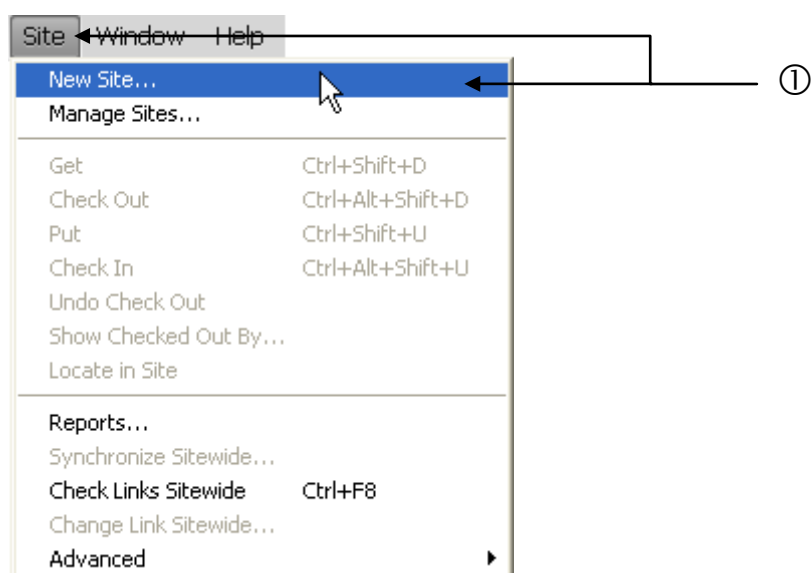 Site Window Help
New Site... ①
Manage Sites...
Get Ctrl+Shift+D
Check Out Ctrl+Alt+Shift+D
Put Ctrl+Shift+U
Check In Ctrl+Alt+Shift+U
Undo Check Out
Show Checked Out By...
Locate in Site
Reports...
Synchronize Sitewide...
Check Links Sitewide Ctrl+F8
Change Link Sitewide...
Advanced